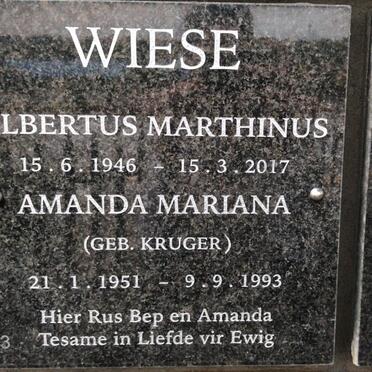 WIESE
LBERTUS MARTHINUS
15.6.1946 – 15.3.2017
AMANDA MARIANA
(GEB. KRUGER)
21.1.1951 – 9.9.1993
Hier Rus Bep en Amanda
Tesame in Liefde vir Ewig
3